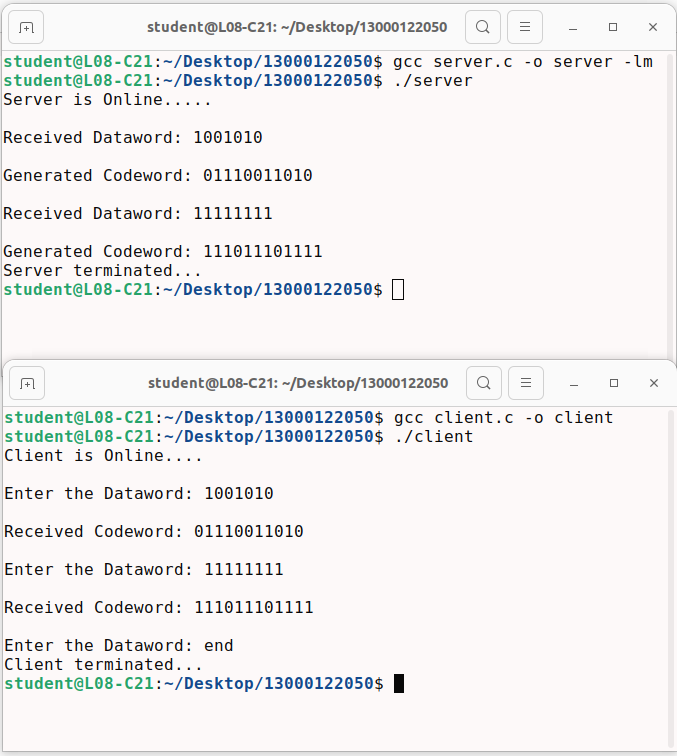 student@L08-C21: ~/Desktop/13000122050
student@L08-C21:~/Desktop/13000122050$ gcc server.c -o server -lm
student@L08-C21:~/Desktop/13000122050$ ./server
Server is Online.....
Received Dataword: 1001010
Generated Codeword: 01110011010
Received Dataword: 11111111
Generated Codeword: 111011101111
Server terminated...
student@L08-C21:~/Desktop/13000122050$
student@L08-C21: ~/Desktop/13000122050
student@L08-C21:~/Desktop/13000122050$ gcc client.c -o client
student@L08-C21:~/Desktop/13000122050$ ./client
Client is Online....
Enter the Dataword: 1001010
Received Codeword: 01110011010
Enter the Dataword: 11111111
Received Codeword: 111011101111
Enter the Dataword: end
Client terminated...
student@L08-C21:~/Desktop/13000122050$